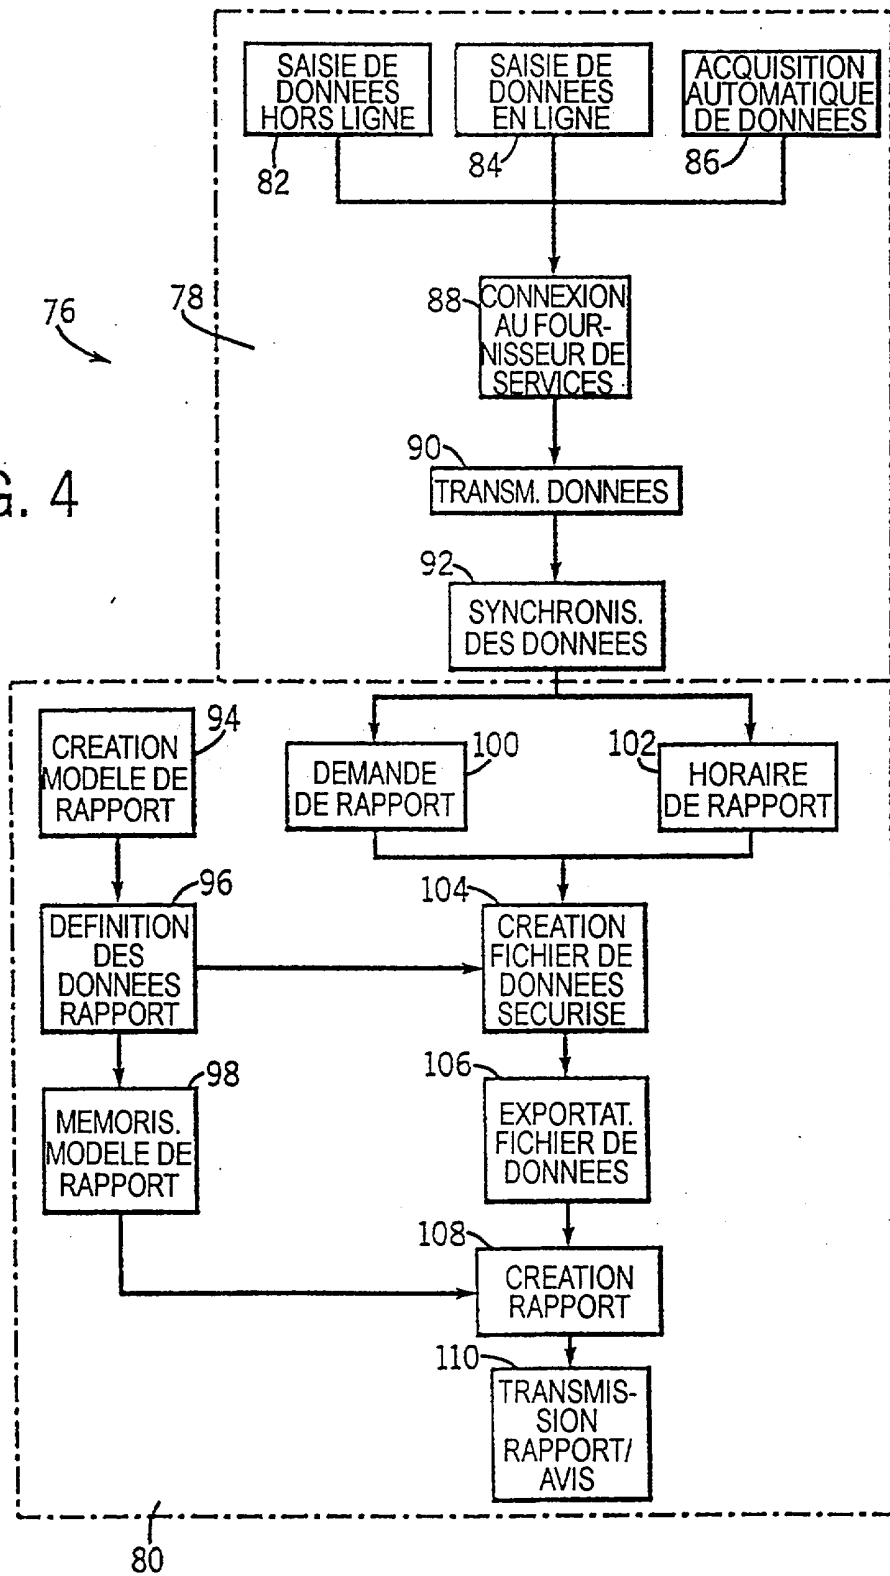 SAISIE DE
DONNEES
HORS LIGNE
82
SAISIE DE
DONNEES
EN LIGNE
84
ACQUISITION
AUTOMATIQUE
DE DONNEES
86
76
78
88
CONNEXION
AU FOUR-
NISSEUR DE
SERVICES
90
TRANSM. DONNEES
G. 4
92
SYNCHRONIS.
DES DONNEES
94
CREATION
MODELE DE
RAPPORT
100
DEMANDE
DE RAPPORT
102
HORAIRE
DE RAPPORT
96
DEFINITION
DES
DONNEES
RAPPORT
104
CREATION
FICHIER DE
DONNEES
SECURISE
98
MEMORIS.
MODELE DE
RAPPORT
106
EXPORTAT.
FICHIER DE
DONNEES
108
CREATION
RAPPORT
110
TRANSMIS-
SION
RAPPORT/
AVIS
80